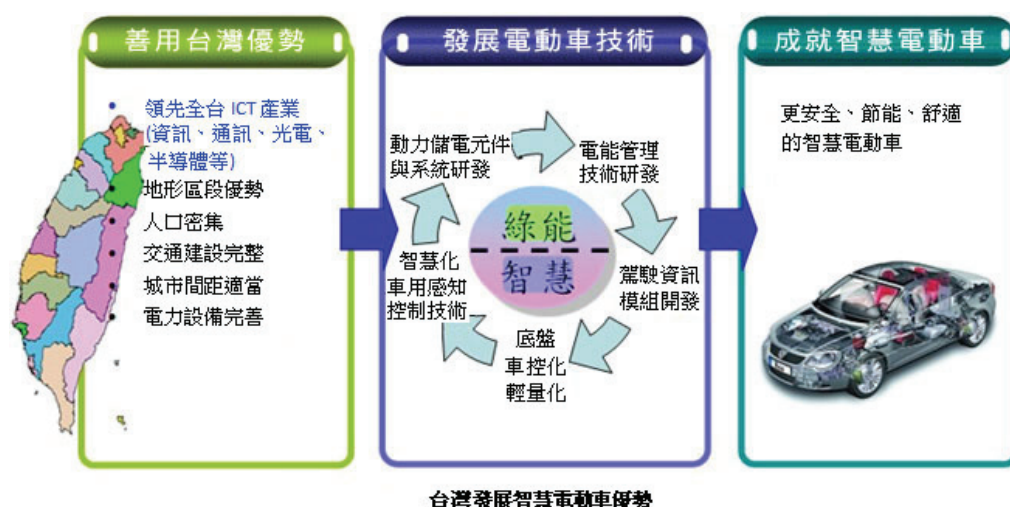 善用台灣優勢
領先全台 ICT 產業
(資訊、通訊、光電、
半導體等)
地形區段優勢
人口密集
交通建設完整
城市間距適當
電力設備完善
發展電動車技術
動力儲電元件
與系統研發
電能管理
技術研發
駕駛資訊
模組開發
底盤
車控化
輕量化
智慧化
車用感知
控制技術
綠能
智慧
成就智慧電動車
更安全、節能、舒適
的智慧電動車
台灣發展智慧電動車優勢